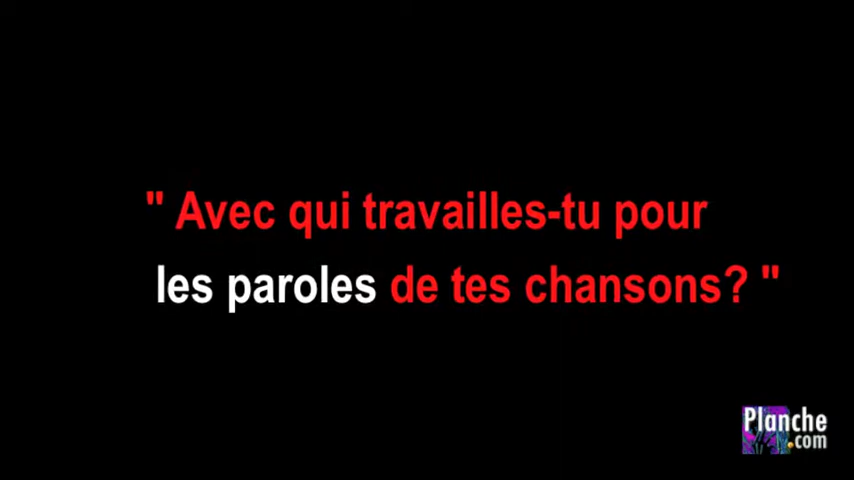 " Avec qui travailles-tu pour
les paroles de tes chansons? "
Planche
.com